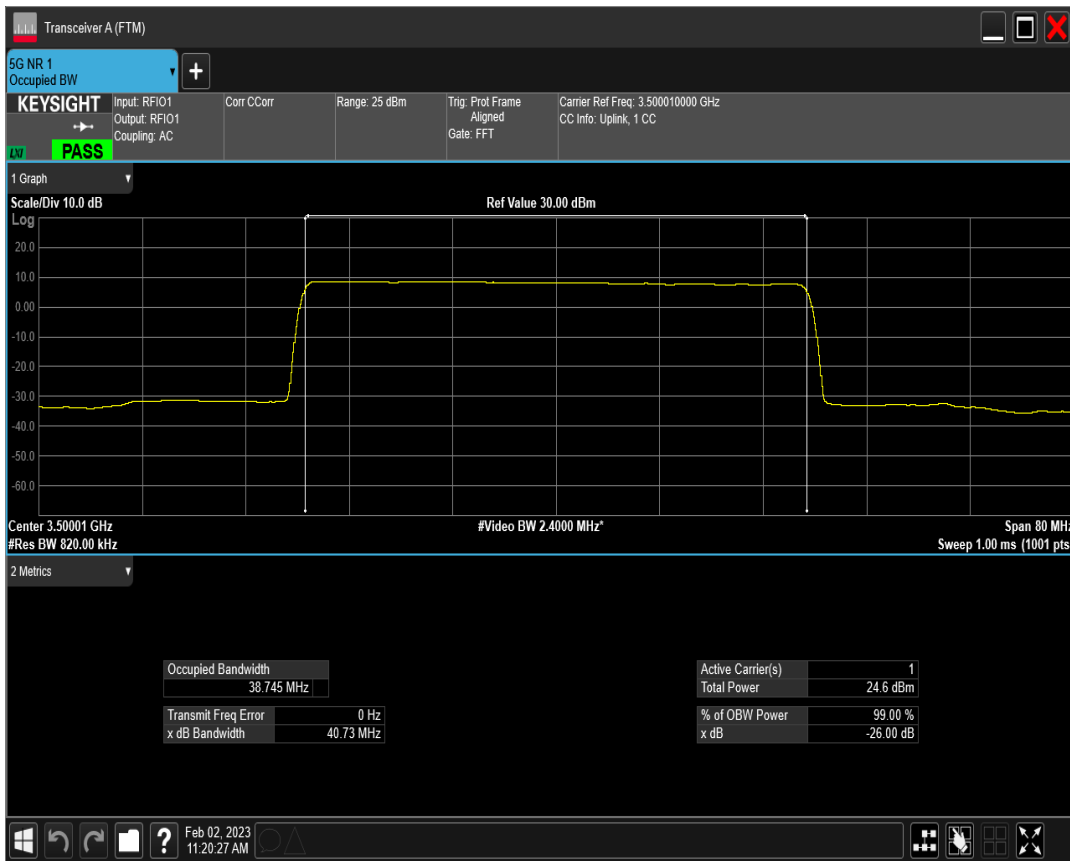 Transceiver A (FTM)
5G NR 1
Occupied BW
+
KEYSIGHT
LXI
PASS
Input: RFIO1
Output: RFIO1
Coupling: AC
Corr CCorr
Range: 25 dBm
Trig: Prot Frame
Aligned
Gate: FFT
Carrier Ref Freq: 3.500010000 GHz
CC Info: Uplink, 1 CC
1 Graph
Scale/Div 10.0 dB
Ref Value 30.00 dBm
Log
20.0
10.0
0.00
-10.0
-20.0
-30.0
-40.0
-50.0
-60.0
Center 3.50001 GHz
#Video BW 2.4000 MHz*
Span 80 MHz
#Res BW 820.00 kHz
Sweep 1.00 ms (1001 pts
2 Metrics
Occupied Bandwidth
38.745 MHz
Transmit Freq Error 0 Hz
x dB Bandwidth 40.73 MHz
Active Carrier(s) 1
Total Power 24.6 dBm
% of OBW Power 99.00 %
x dB -26.00 dB
?
Feb 02, 2023
11:20:27 AM